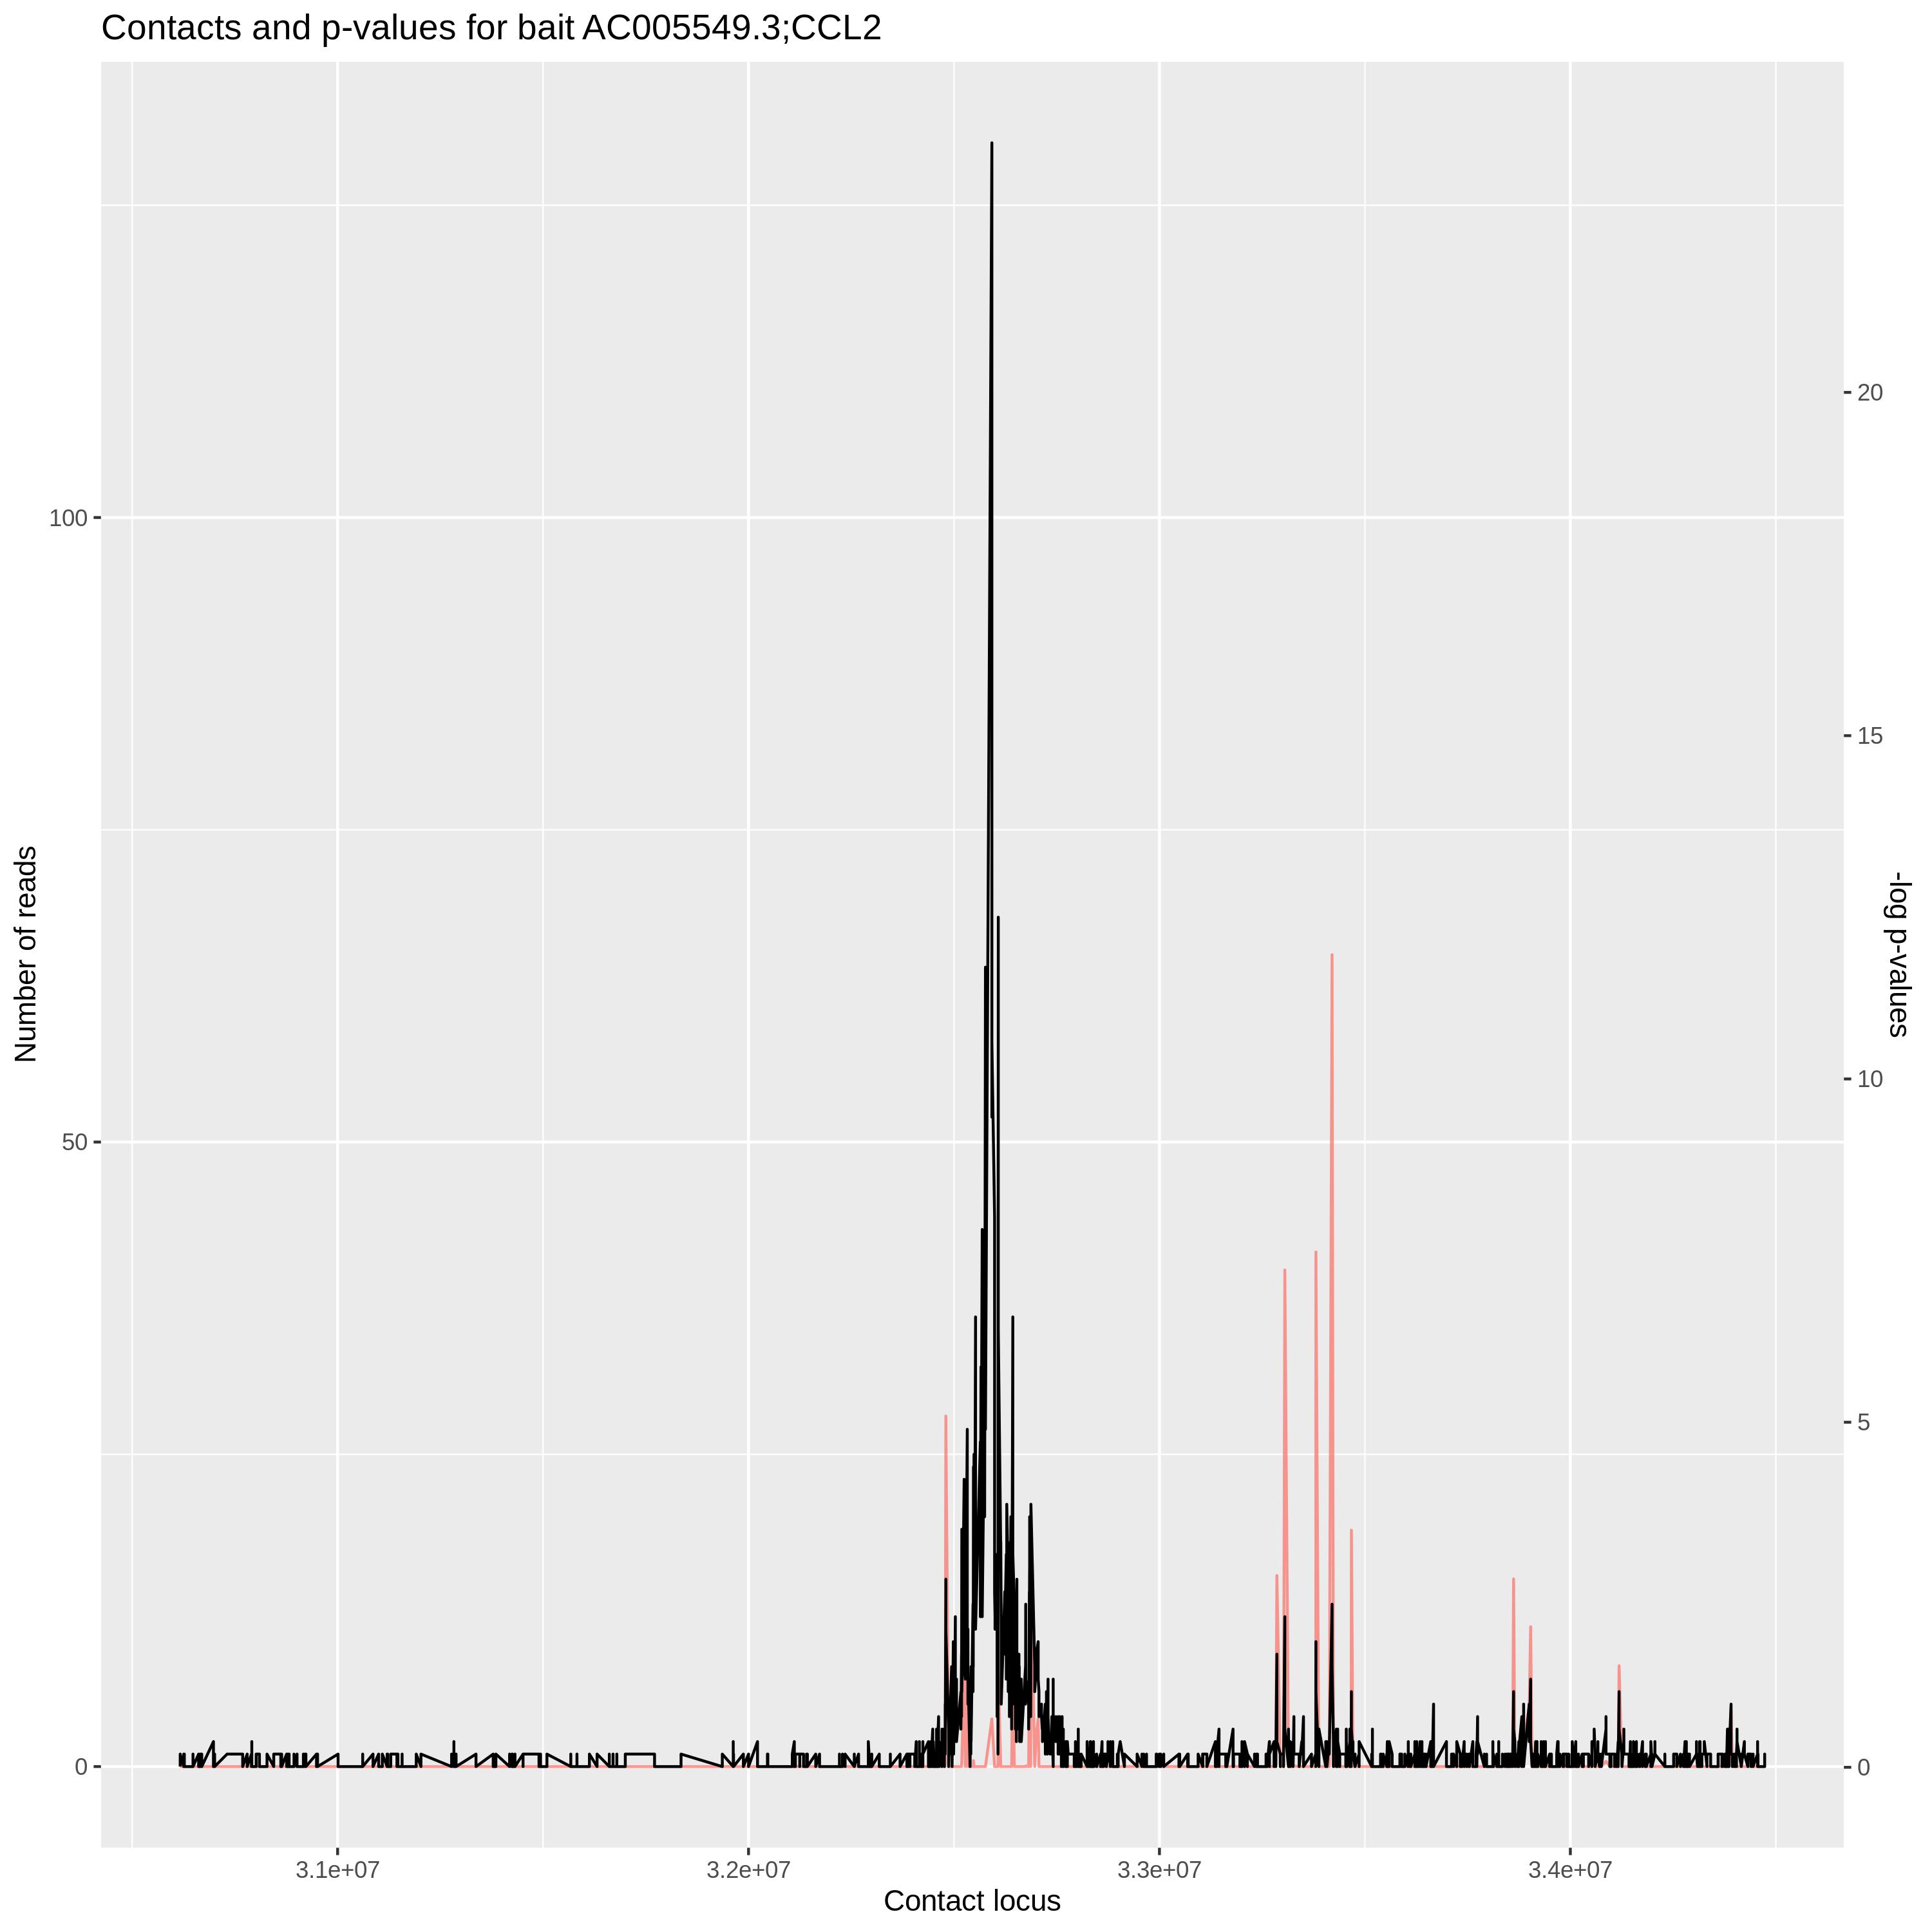 Contacts and p-values for bait AC005549.3;CCL2
Number of reads
100
50
0
20
15
10
5
0
-log p-values
3.1e+07 3.2e+07 3.3e+07 3.4e+07
Contact locus